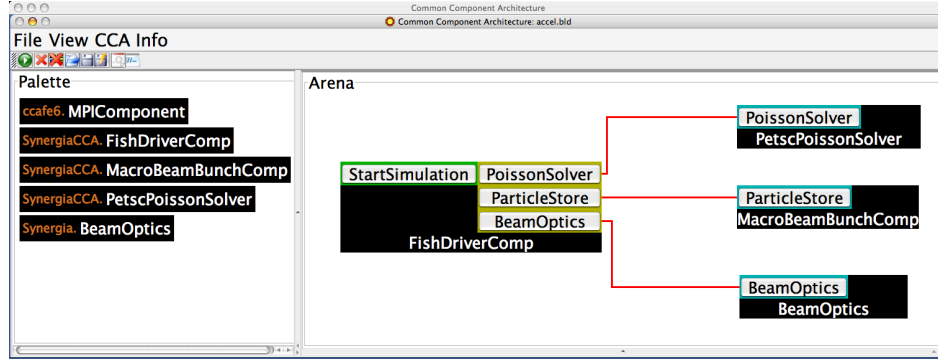 Common Component Architecture
Common Component Architecture: accel.bld
File View CCA Info
Palette
ccafe6. MPIComponent
SynergiaCCA. FishDriverComp
SynergiaCCA. MacroBeamBunchComp
SynergiaCCA. PetscPoissonSolver
Synergia. BeamOptics
Arena
StartSimulation PoissonSolver
ParticleStore
BeamOptics
FishDriverComp
PoissonSolver
PetscPoissonSolver
ParticleStore
MacroBeamBunchComp
BeamOptics
BeamOptics